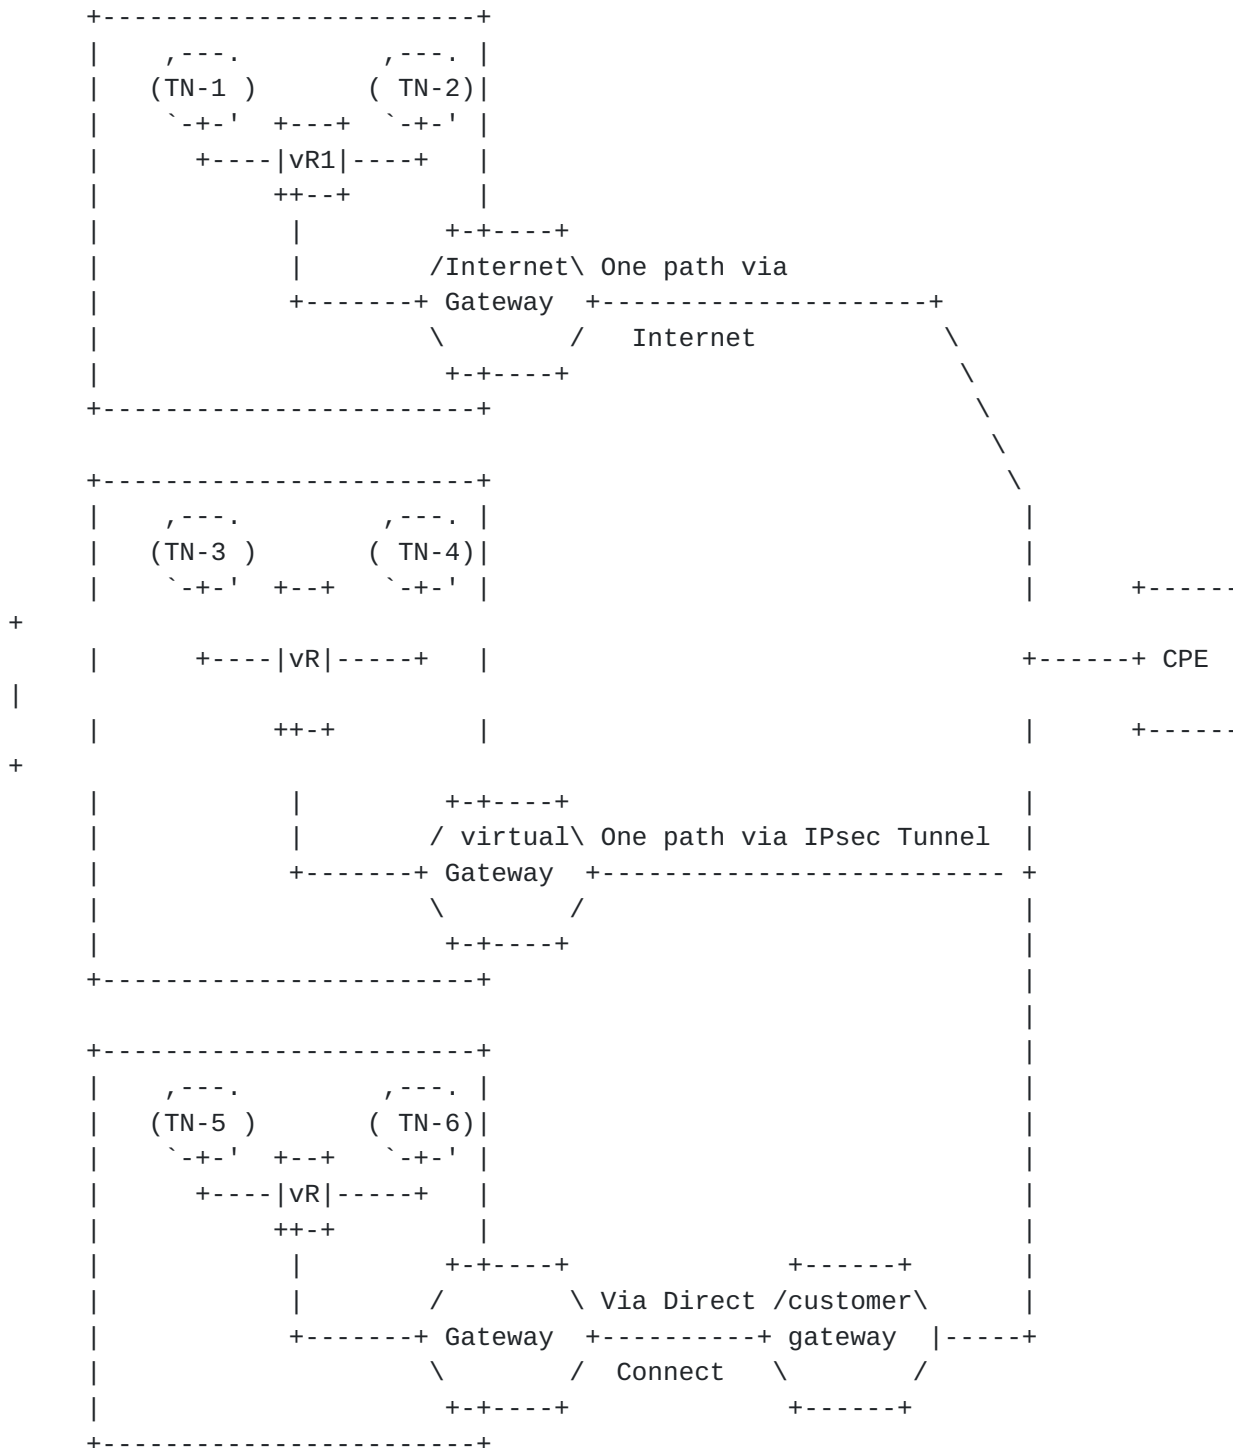 +------------------------+
|    ,---.         ,---. |
|   (TN-1 )       ( TN-2)|
|    `-+-'  +---+  `-+-' |
|      +----|vR1|----+   |
|           ++--+        |
|            |         +-+----+
|            |        /Internet\ One path via
|            +-------+ Gateway  +---------------------+
|                     \        /   Internet            \
|                      +-+----+                         \
+------------------------+                               \
                                                          \
+------------------------+                                 \
|    ,---.         ,---. |                                  |
|   (TN-3 )       ( TN-4)|                                  |
|    `-+-'  +--+   `-+-' |                                  |      +------
+
|      +----|vR|-----+   |                                  +------+ CPE
|
|           ++-+         |                                  |      +------
+
|            |         +-+----+                             |
|            |        / virtual\ One path via IPsec Tunnel  |
|            +-------+ Gateway  +-------------------------- +
|                     \        /                            |
|                      +-+----+                             |
+------------------------+                                  |
                                                            |
+------------------------+                                  |
|    ,---.         ,---. |                                  |
|   (TN-5 )       ( TN-6)|                                  |
|    `-+-'  +--+   `-+-' |                                  |
|      +----|vR|-----+   |                                  |
|           ++-+         |                                  |
|            |         +-+----+              +------+       |
|            |        /        \ Via Direct /customer\      |
|            +-------+ Gateway  +----------+ gateway  |-----+
|                     \        /  Connect   \        /
|                      +-+----+              +------+
+------------------------+